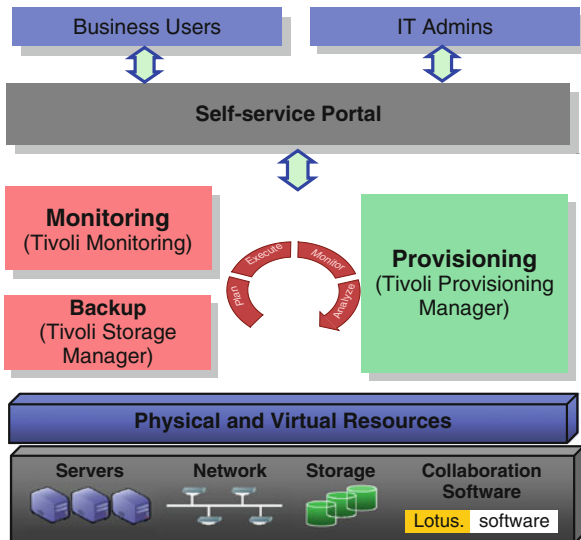 Business Users
IT Admins
Self-service Portal
Monitoring
(Tivoli Monitoring)
Backup
(Tivoli Storage
Manager)
Plan
Execute
Monitor
Analyze
Provisioning
(Tivoli Provisioning
Manager)
Physical and Virtual Resources
Servers
Network
Storage
Collaboration
Software
Lotus. software